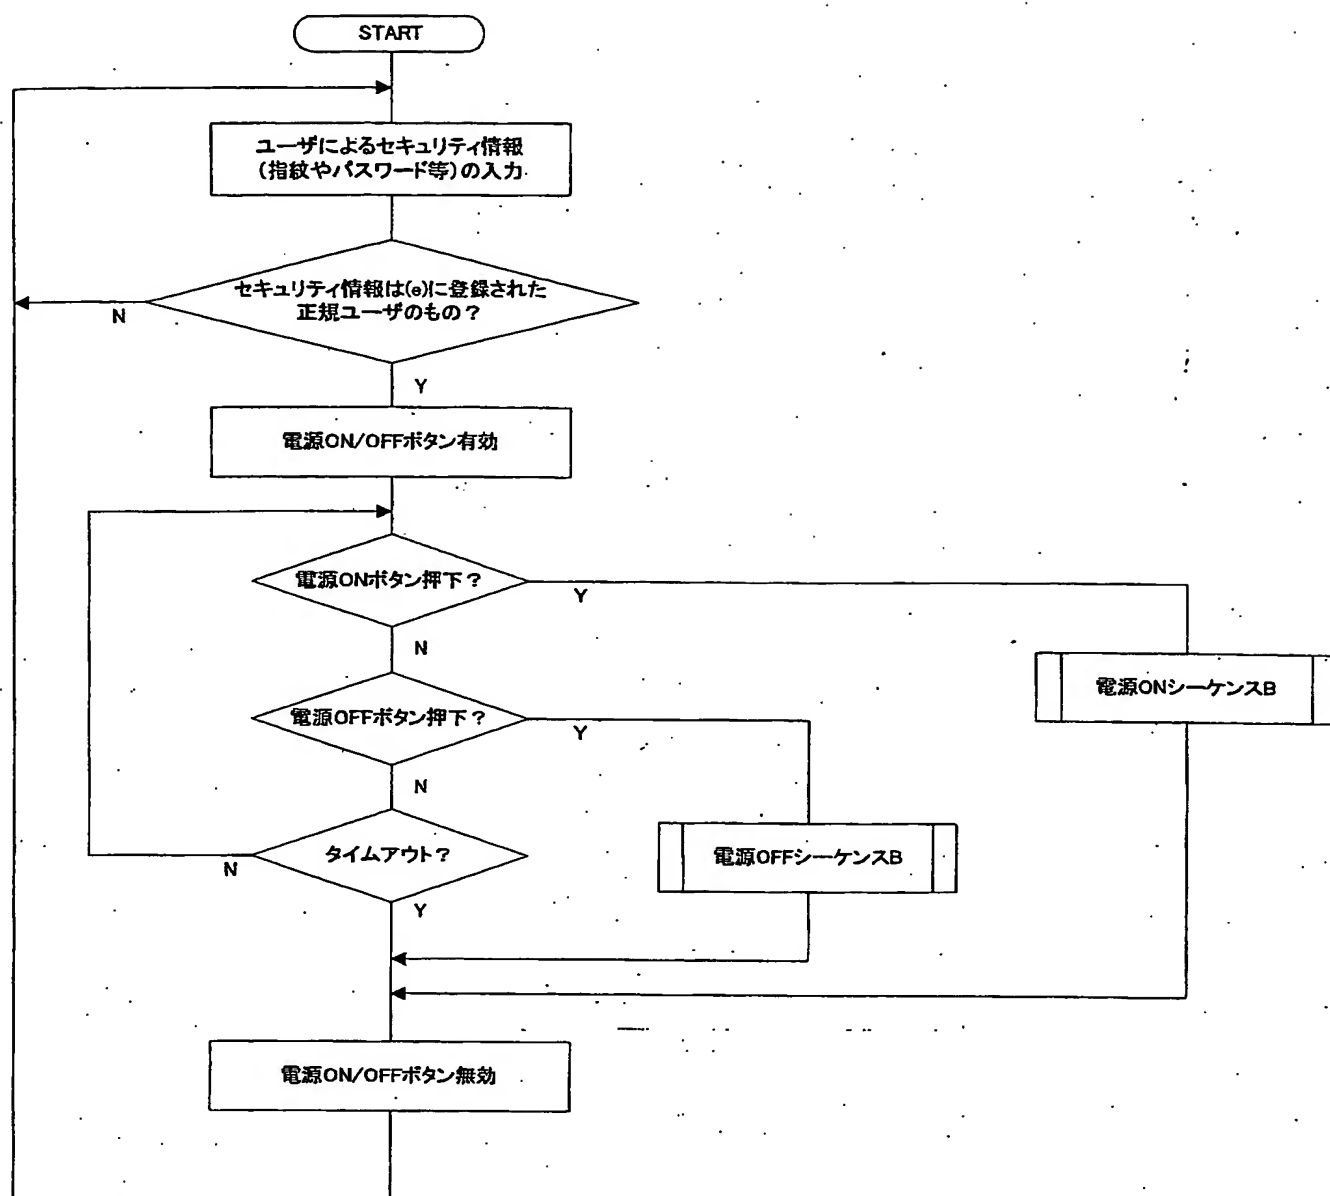 START
ユーザによるセキュリティ情報
(指紋やパスワード等)の入力
セキュリティ情報は(e)に登録された
正規ユーザのもの?
N
Y
電源ON/OFFボタン有効
電源ONボタン押下?
Y
N
電源ONシーケンスB
電源OFFボタン押下?
Y
N
電源OFFシーケンスB
タイムアウト?
N
Y
電源ON/OFFボタン無効